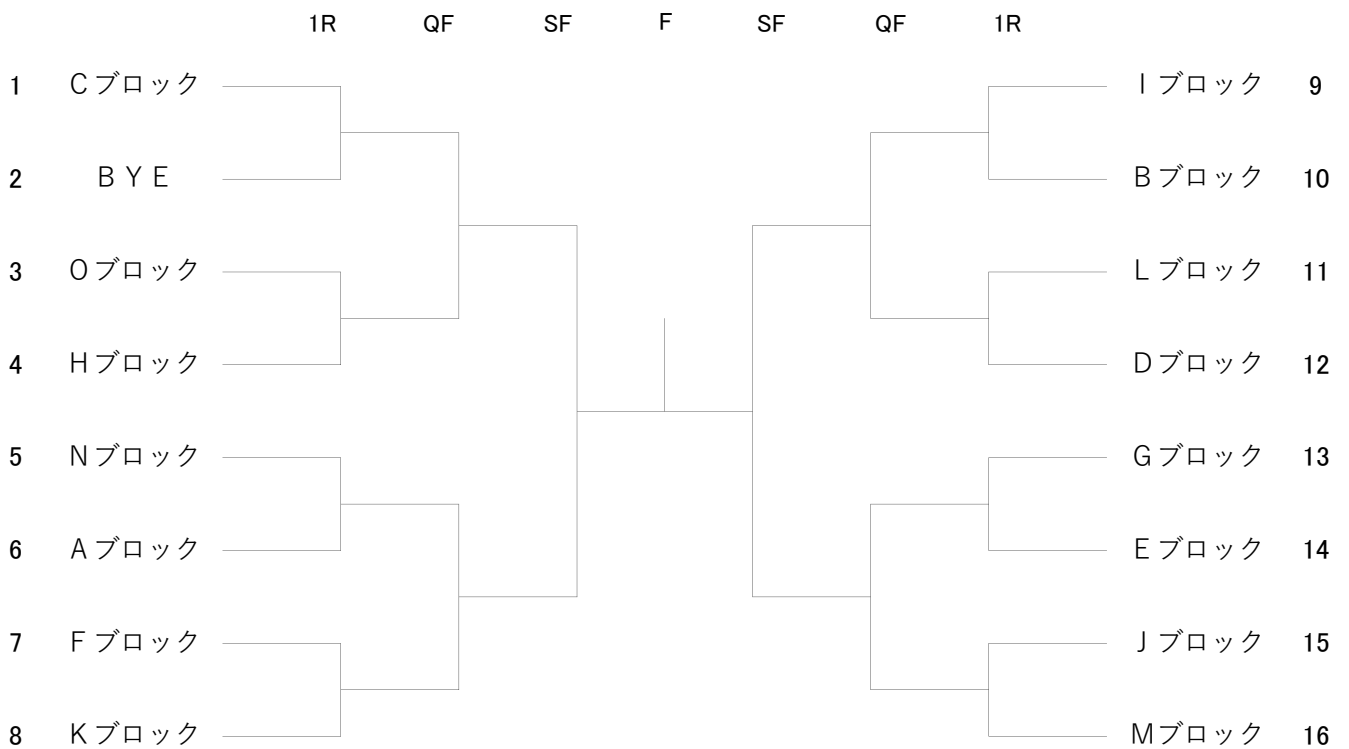 1R QF SF F SF QF 1R
1 Cブロック Iブロック 9
2 BYE Bブロック 10
3 Oブロック Lブロック 11
4 Hブロック Dブロック 12
5 Nブロック Gブロック 13
6 Aブロック Eブロック 14
7 Fブロック Jブロック 15
8 Kブロック Mブロック 16